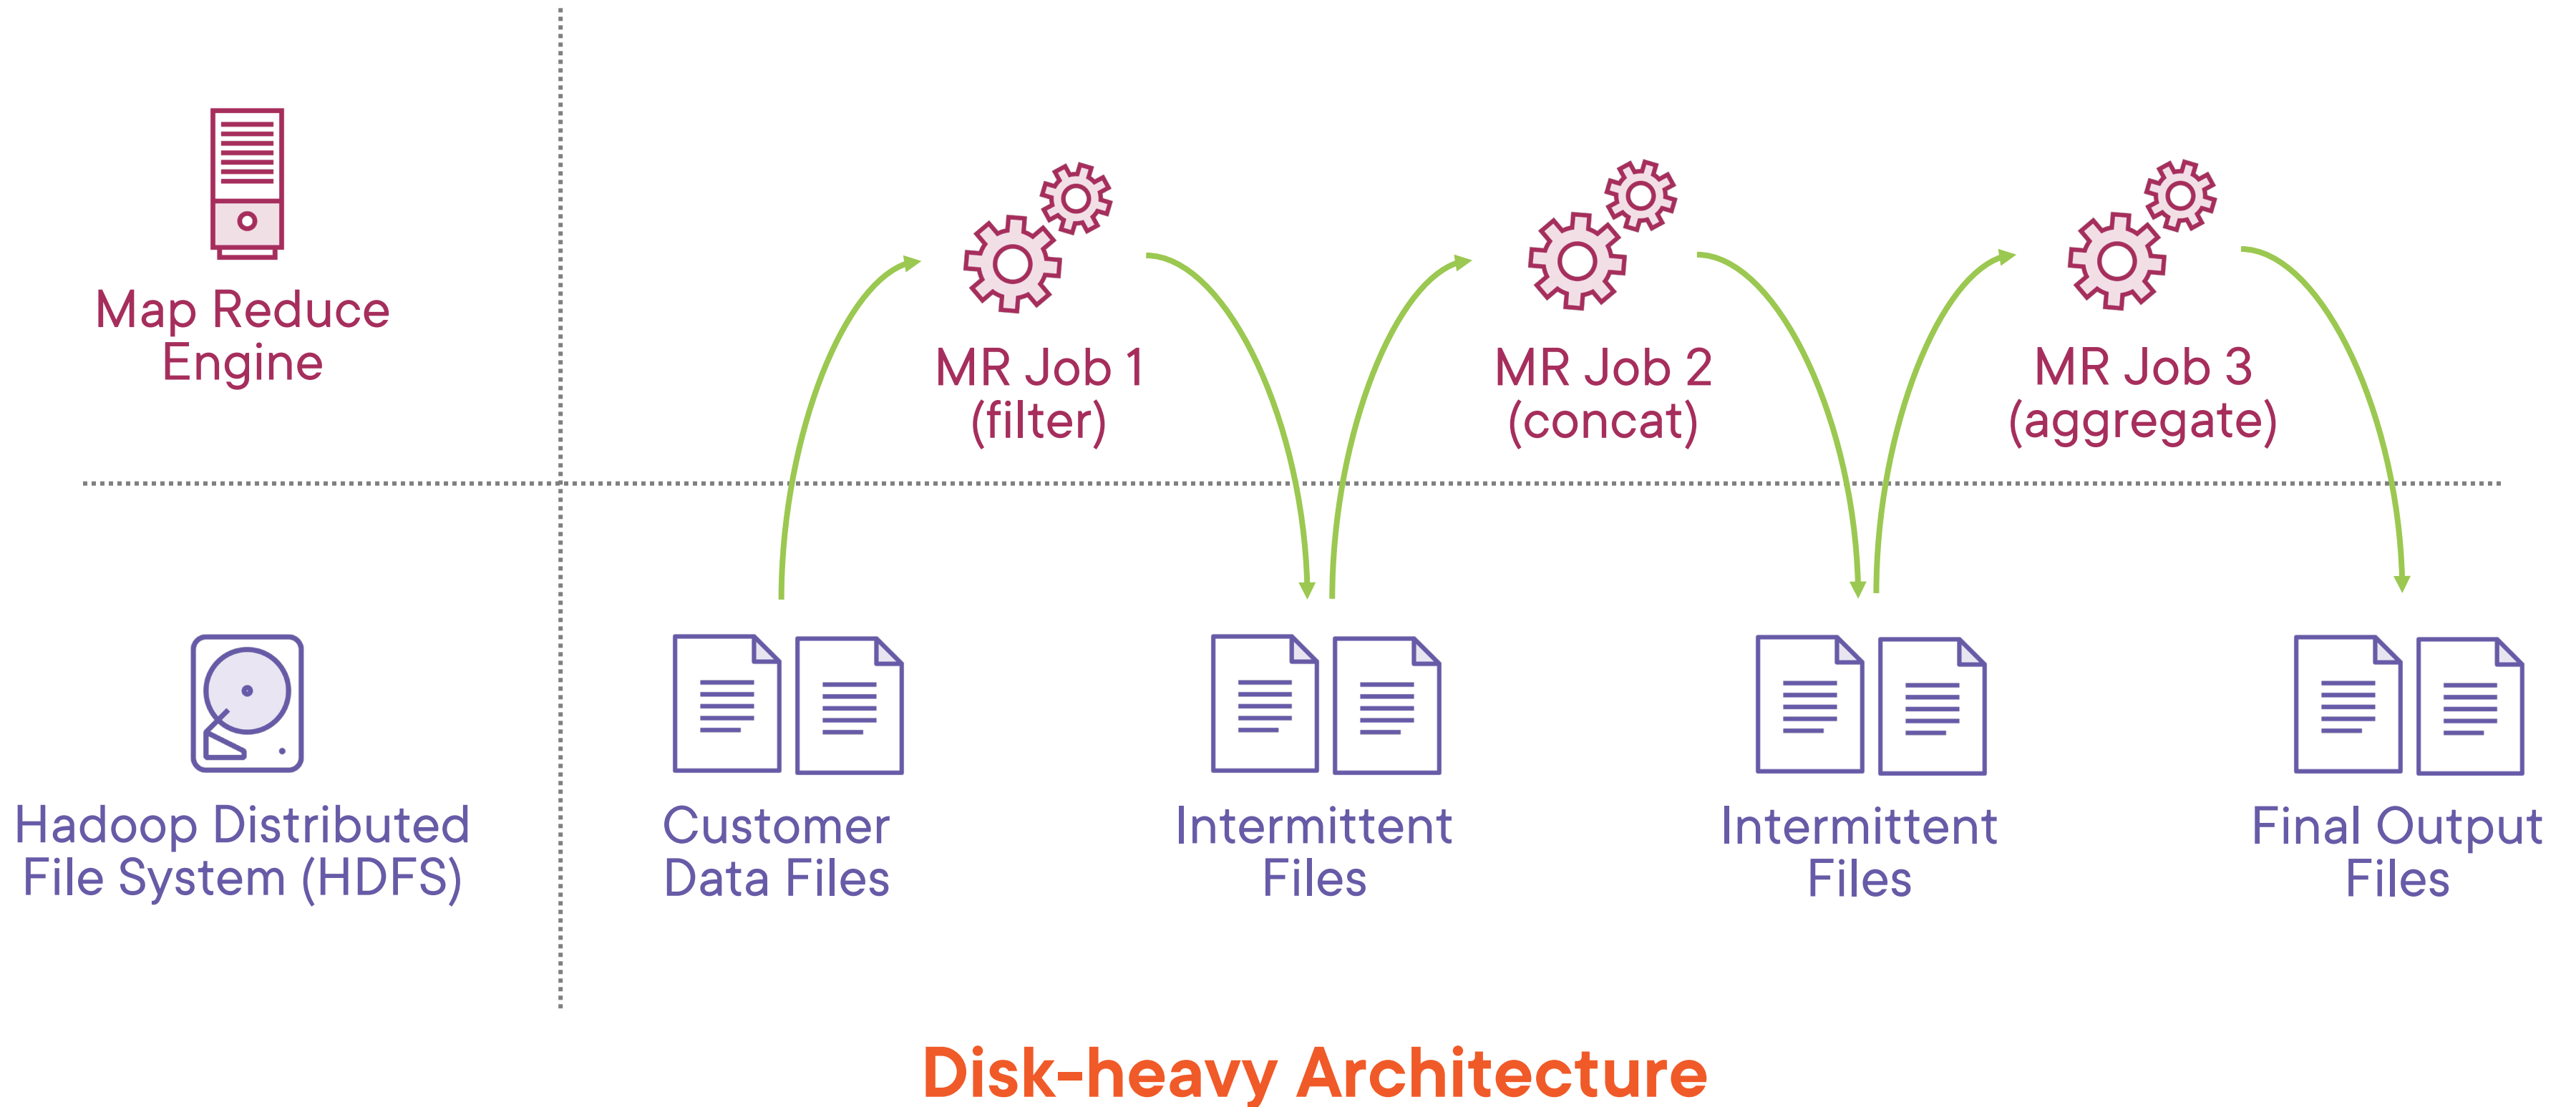 Map Reduce
Engine
MR Job 1
(filter)
MR Job 2
(concat)
MR Job 3
(aggregate)
Hadoop Distributed
File System (HDFS)
Customer
Data Files
Intermittent
Files
Intermittent
Files
Final Output
Files
Disk-heavy Architecture